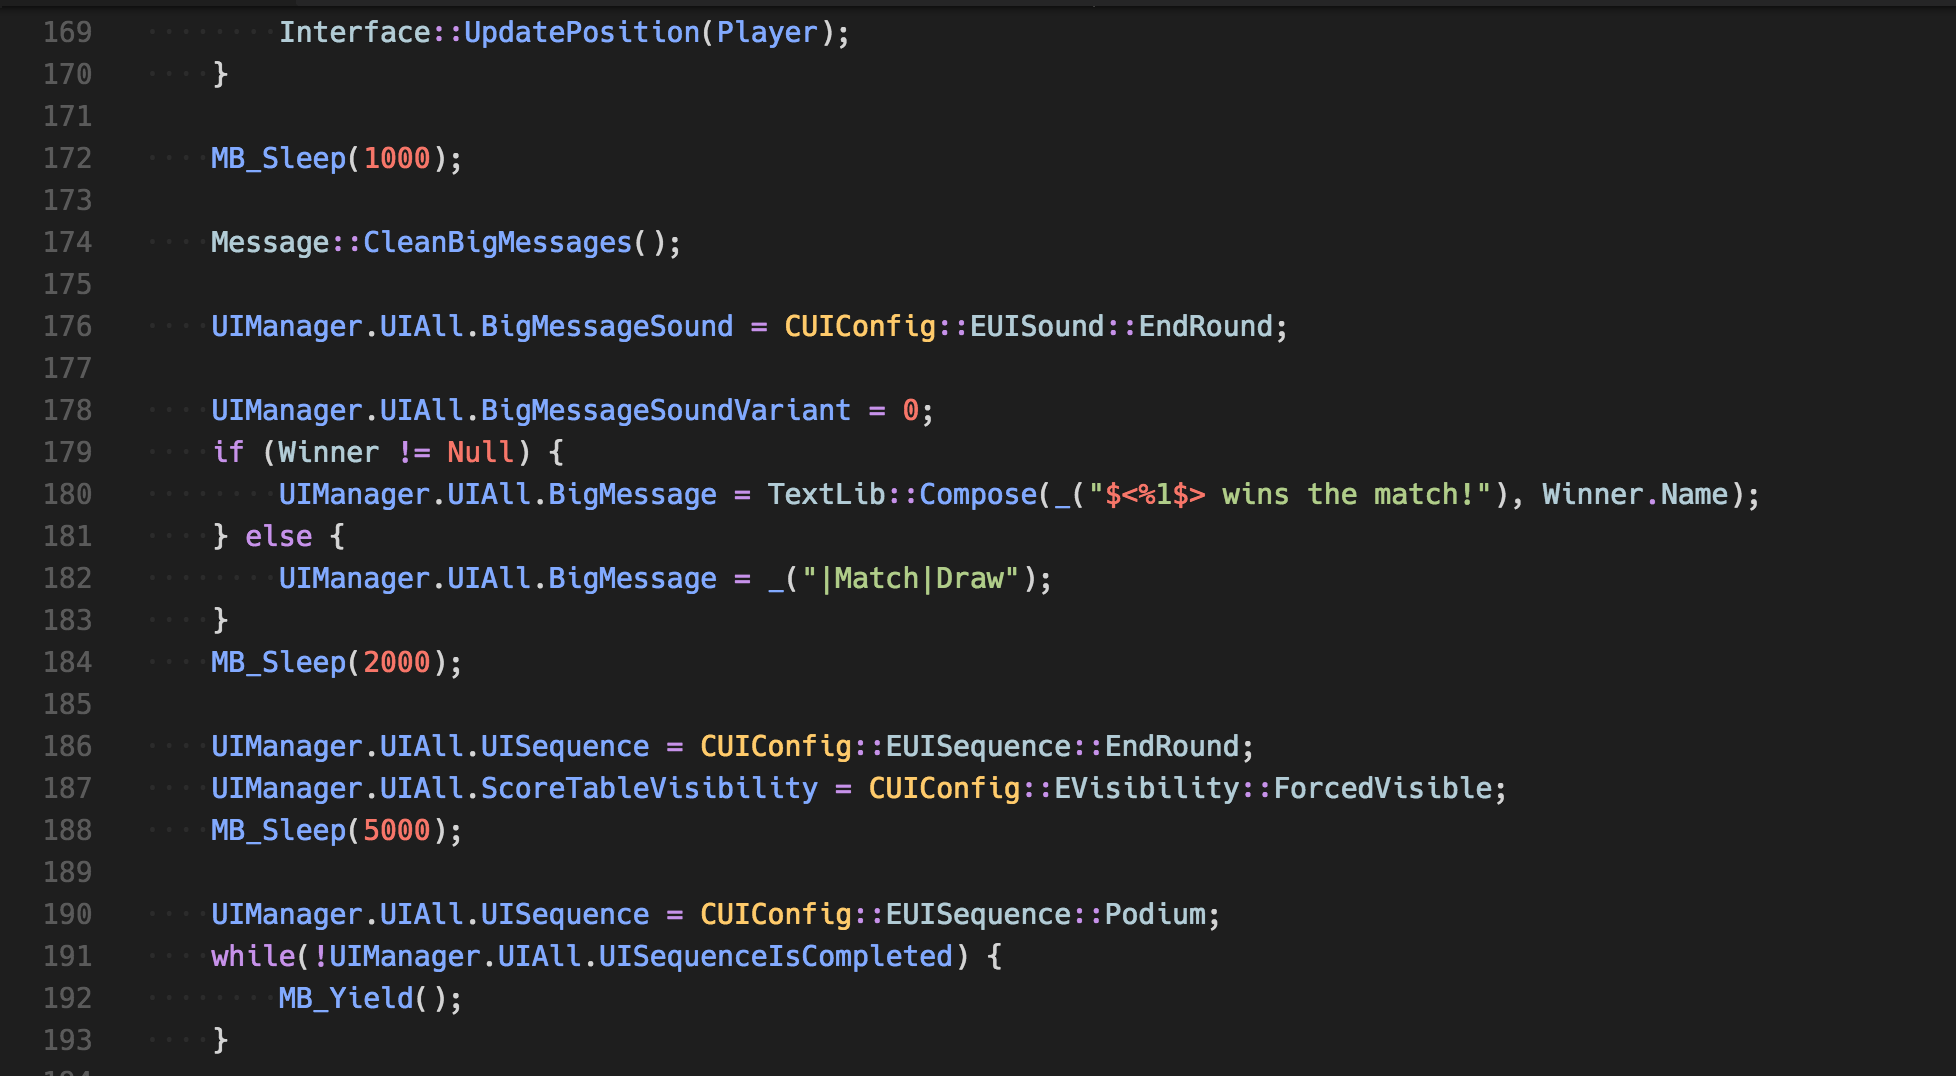 169         Interface::UpdatePosition(Player);
170     }
171
172     MB_Sleep(1000);
173
174     Message::CleanBigMessages();
175
176     UIManager.UIAll.BigMessageSound = CUIConfig::EUISound::EndRound;
177
178     UIManager.UIAll.BigMessageSoundVariant = 0;
179     if (Winner != Null) {
180         UIManager.UIAll.BigMessage = TextLib::Compose(_("$<%1$> wins the match!"), Winner.Name);
181     } else {
182         UIManager.UIAll.BigMessage = _("|Match|Draw");
183     }
184     MB_Sleep(2000);
185
186     UIManager.UIAll.UISequence = CUIConfig::EUISequence::EndRound;
187     UIManager.UIAll.ScoreTableVisibility = CUIConfig::EVisibility::ForcedVisible;
188     MB_Sleep(5000);
189
190     UIManager.UIAll.UISequence = CUIConfig::EUISequence::Podium;
191     while(!UIManager.UIAll.UISequenceIsCompleted) {
192         MB_Yield();
193     }